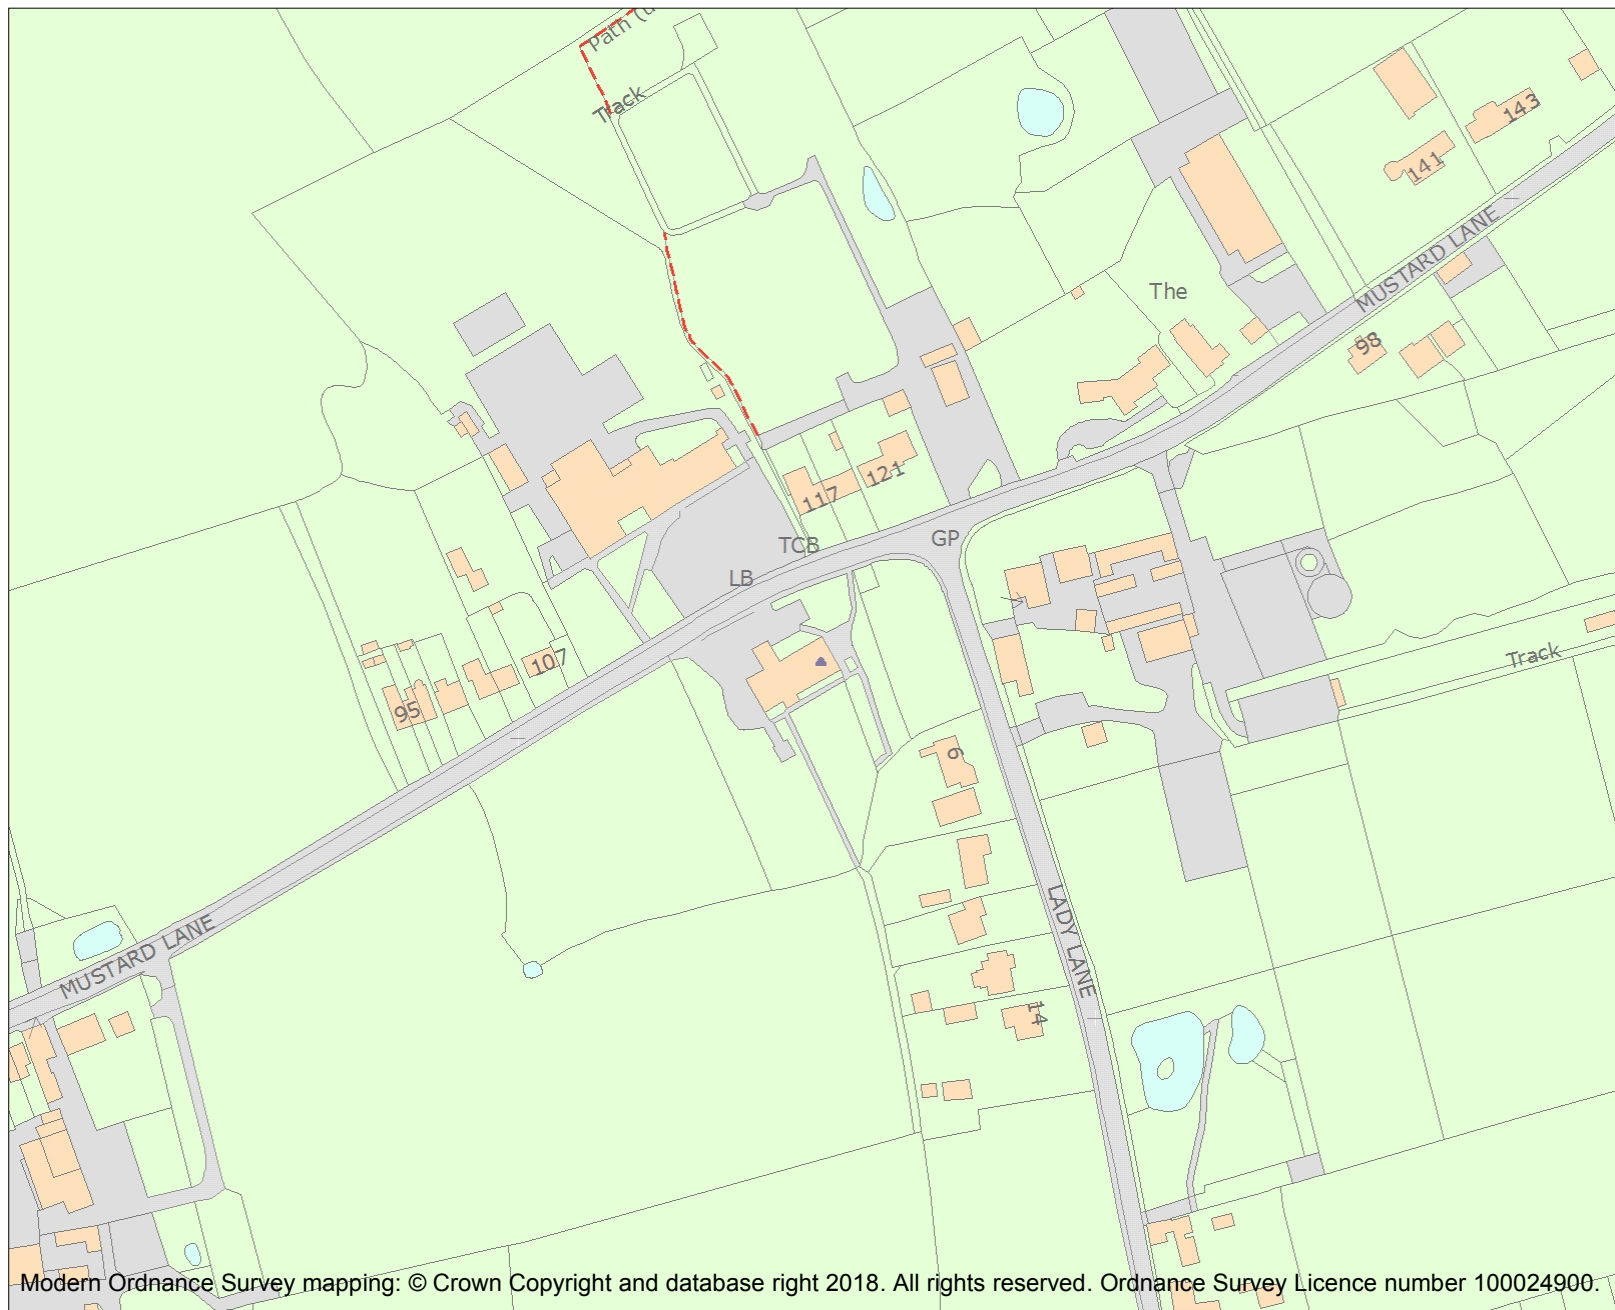 Path (u
Track
143
141
MUSTARD LANE
The
98
121
117
TCB
GP
LB
107
95
Track
9
LADY LANE
MUSTARD LANE
14
Modern Ordnance Survey mapping: © Crown Copyright and database right 2018. All rights reserved. Ordnance Survey Licence number 100024900.